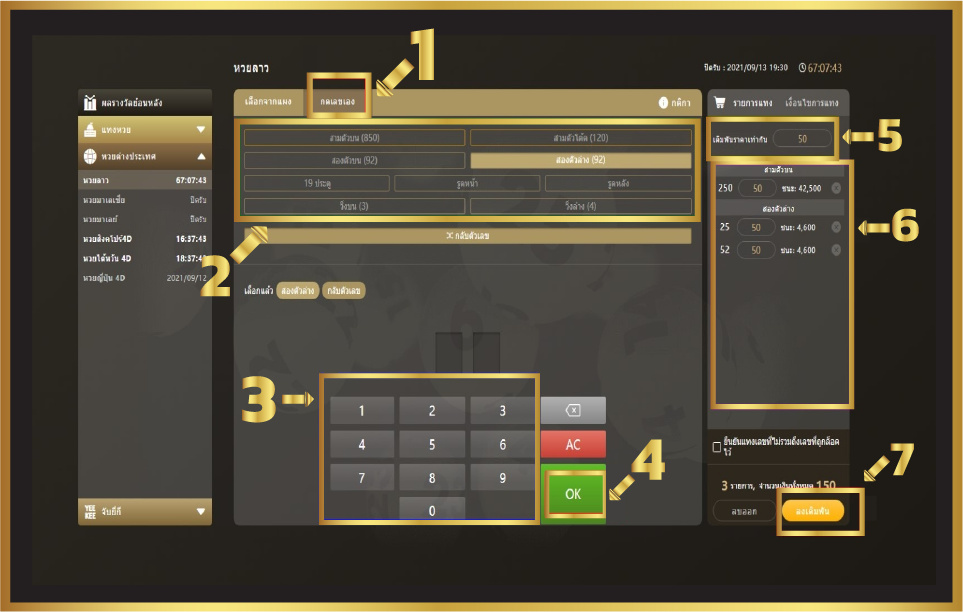 หวยลาว
ปิดรับ : 2021/09/13 19:30 67:07:43
ผลรางวัลย้อนหลัง
แทงหวย
หวยต่างประเทศ
หวยลาว 67:07:43
หวยมาเลเซีย ปิดรับ
หวยมาเลย์ ปิดรับ
หวยสิงคโปร์4D 16:37:43
หวยไต้หวัน 4D 18:37:43
หวยญี่ปุ่น 4D 2021/09/12
YEE KEE จับยี่กี
เลือกจากแผง กดเลขเอง กติกา
สามตัวบน (850) สามตัวโต๊ด (120)
สองตัวบน (92) สองตัวล่าง (92)
19 ประตู รูดหน้า รูดหลัง
วิ่งบน (3) วิ่งล่าง (4)
กลับตัวเลข
เลือกแล้ว สองตัวล่าง กลับตัวเลข
1 2 3
4 5 6 AC
7 8 9 OK
0
รายการแทง เงื่อนไขการแทง
เดิมพันราคาเท่ากัน 50
สามตัวบน
250 50 ชนะ: 42,500
สองตัวล่าง
25 50 ชนะ: 4,600
52 50 ชนะ: 4,600
ยืนยันแทงเลขที่ไม่รวมถึงเลขที่ถูกล็อคไว้
3 รายการ, จำนวนเงินทั้งหมด 150
ลบออก ลงเดิมพัน
1
2
3
4
5
6
7